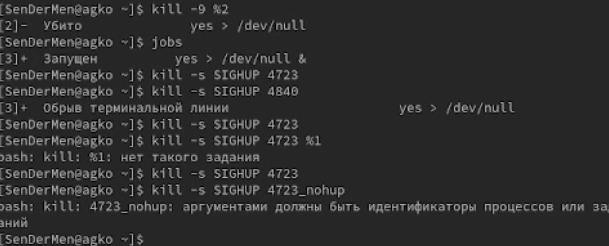 [SenDerMen@agko ~]$ kill -9 %2
[2]-  Убито              yes > /dev/null
[SenDerMen@agko ~]$ jobs
[3]+  Запущен          yes > /dev/null &
[SenDerMen@agko ~]$ kill -s SIGHUP 4723
[SenDerMen@agko ~]$ kill -s SIGHUP 4840
[3]+  Обрыв терминальной линии                     yes > /dev/null
[SenDerMen@agko ~]$ kill -s SIGHUP 4723
[SenDerMen@agko ~]$ kill -s SIGHUP 4723 %1
bash: kill: %1: нет такого задания
[SenDerMen@agko ~]$ kill -s SIGHUP 4723
[SenDerMen@agko ~]$ kill -s SIGHUP 4723_nohup
bash: kill: 4723_nohup: аргументами должны быть идентификаторы процессов или зад
аний
[SenDerMen@agko ~]$